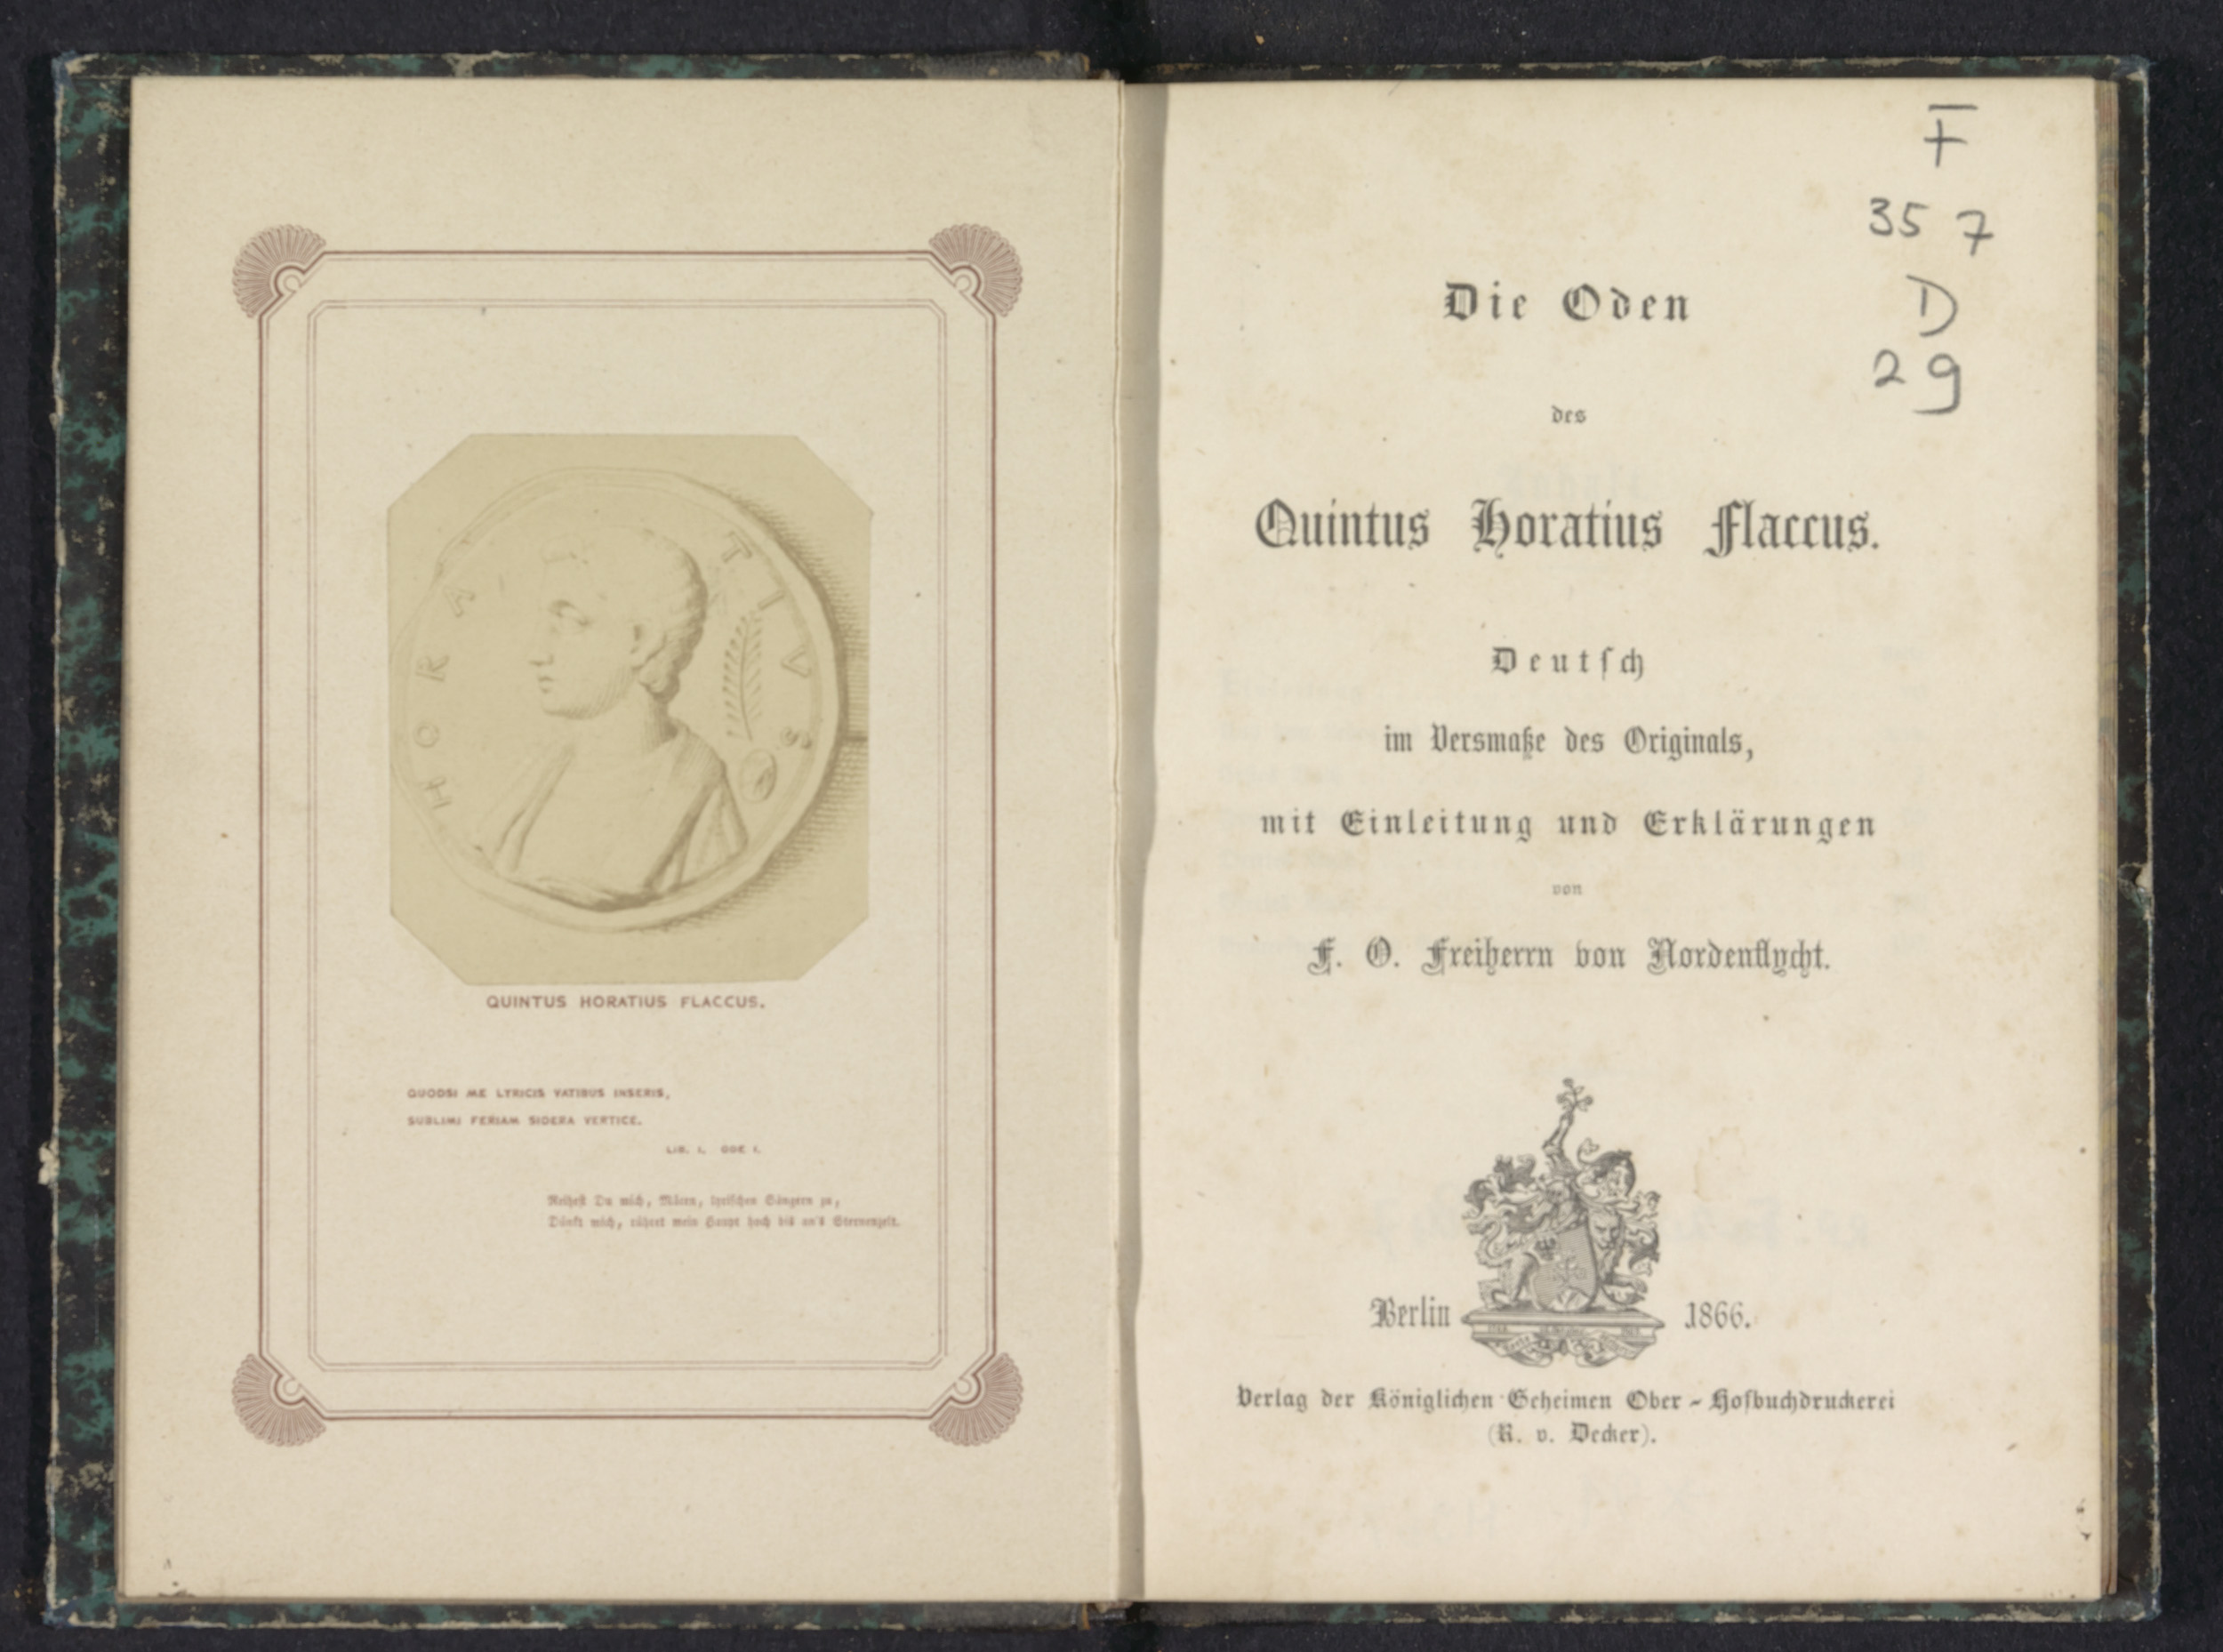 HORATIVS
QUINTUS HORATIUS FLACCUS.
QUODSI ME LYRICIS VATIBUS INSERIS,
SUBLIMI FERIAM SIDERA VERTICE.
LIB. I. ODE I.
Reihest Du mich, Mäcen, lyrischen Sängern zu,
Dünkt mich, rühret mein Haupt hoch bis an's Sternenzelt.
F
35 7
D
29
Die Oden
des
Quintus Horatius Flaccus.
Deutſch
im Versmaße des Originals,
mit Einleitung und Erklärungen
von
F. O. Freiherrn von Nordenflycht.
Berlin 1866.
Verlag der Königlichen Geheimen Ober-Hofbuchdruckerei
(R. v. Decker).